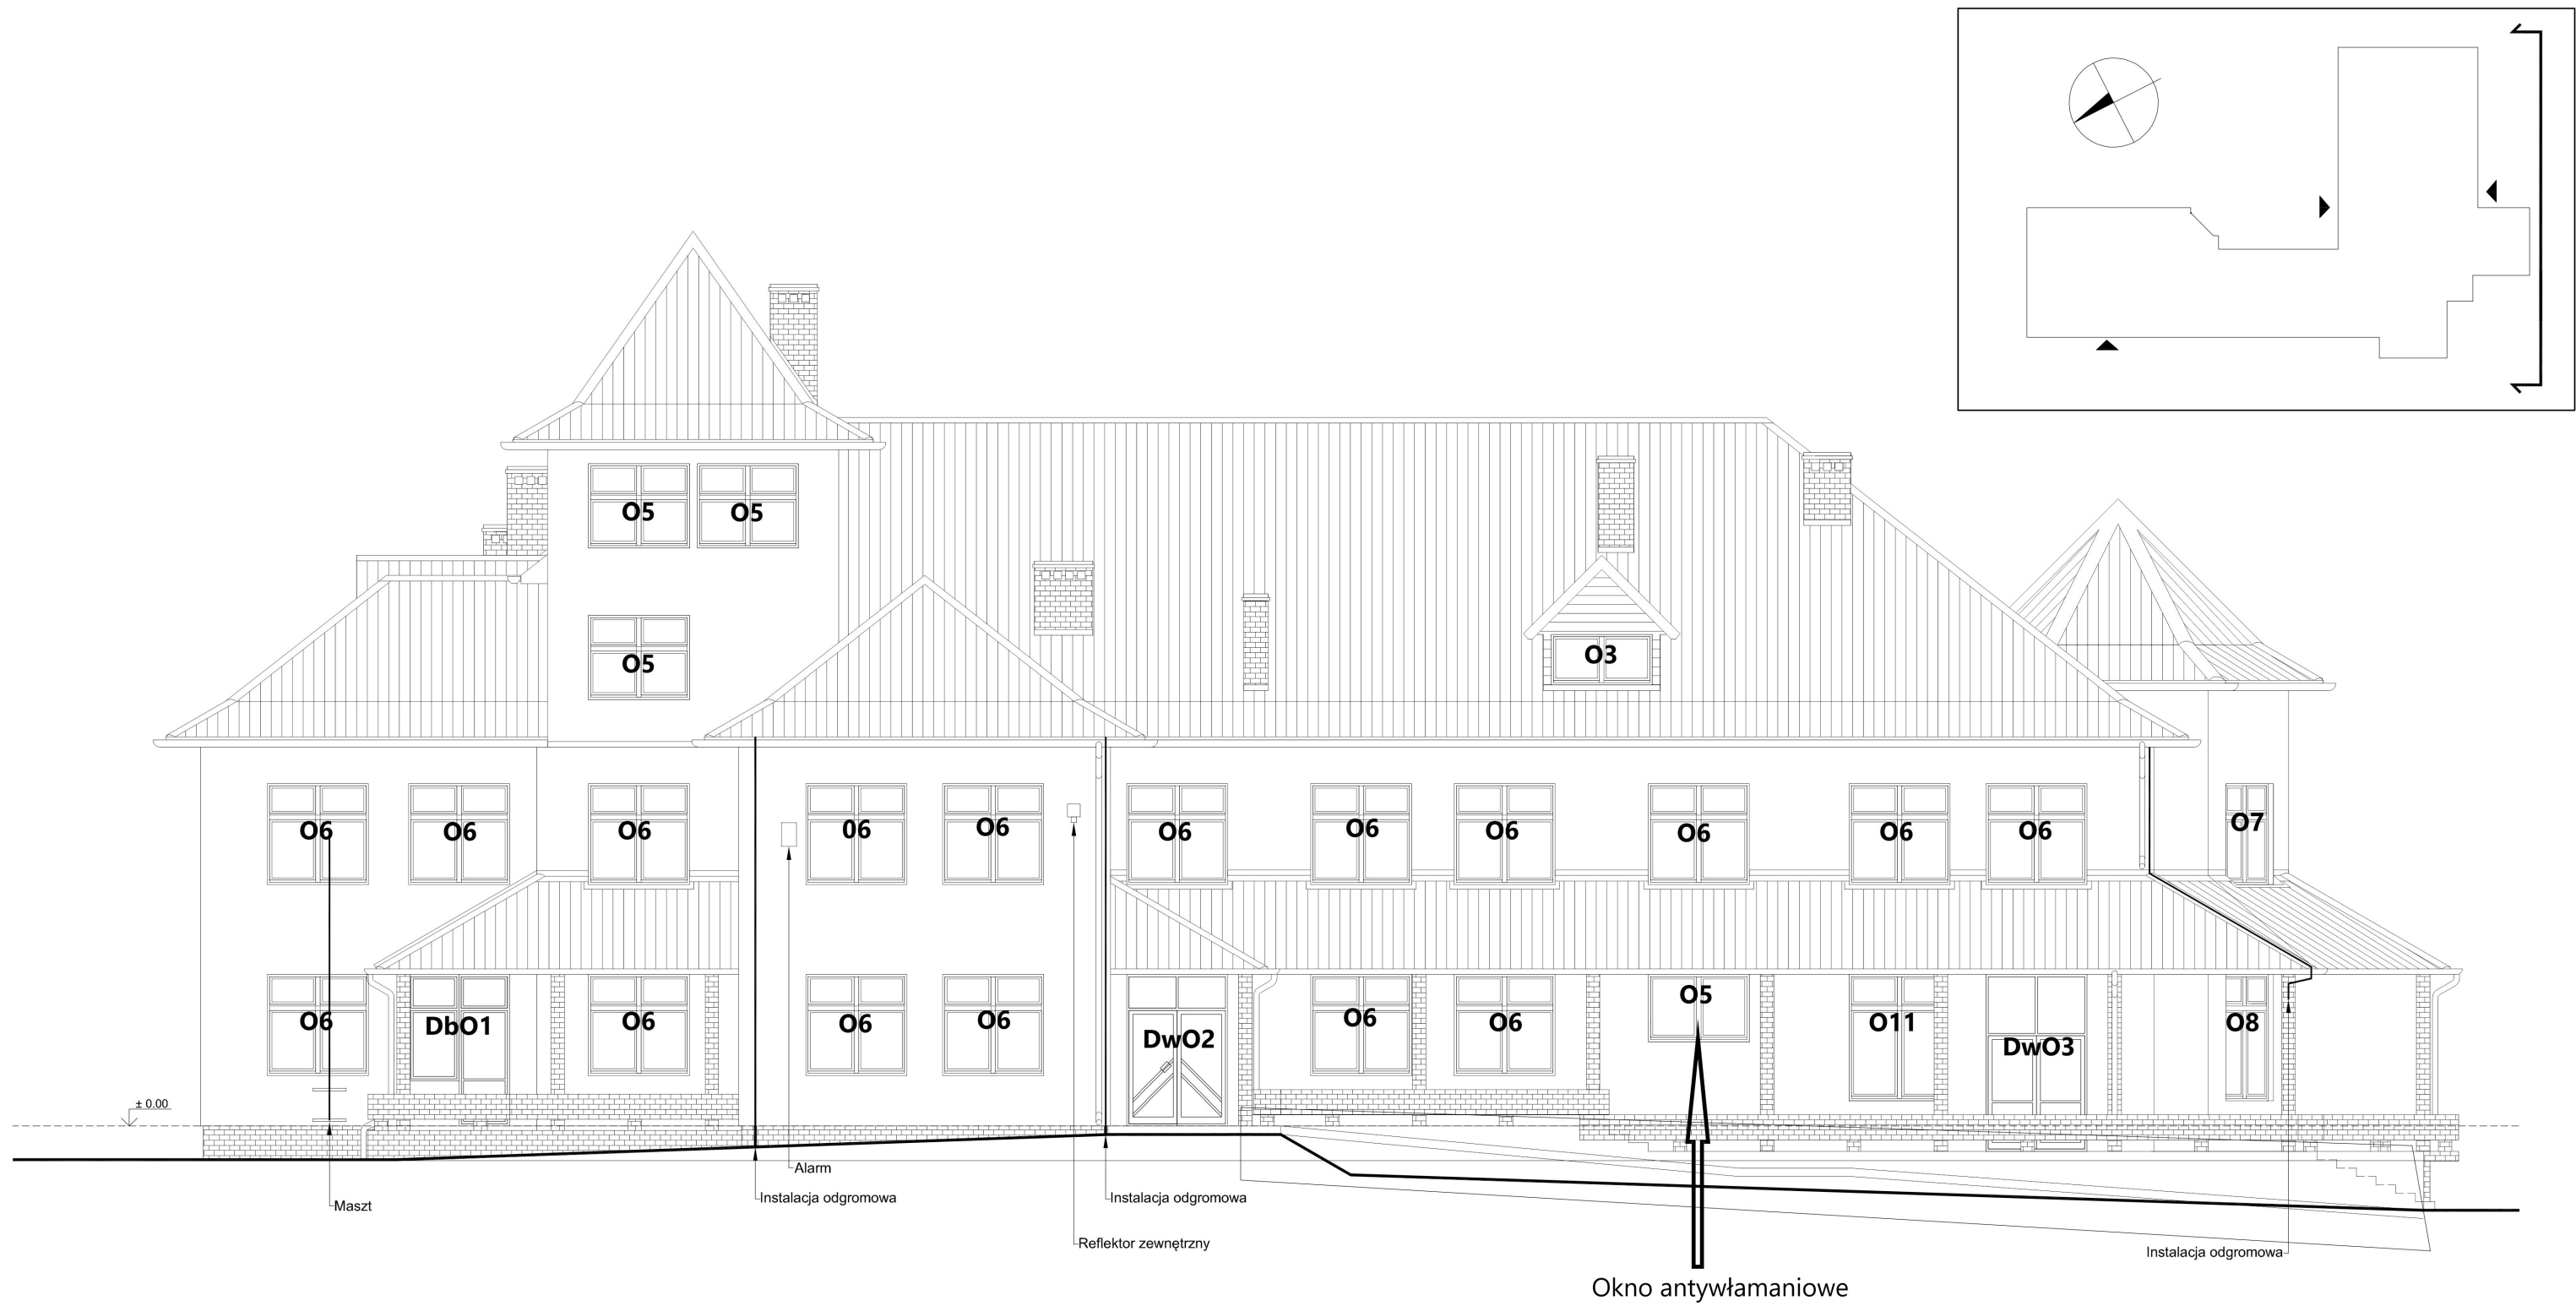 O5 O5
O5
O3
O6 O6 O6 06 O6 O6 O6 O6 O6 O6 O6 O7
O6 DbO1 O6 O6 O6 DwO2 O6 O6 O5 O11 DwO3 O8
± 0.00
Alarm
Maszt
Instalacja odgromowa
Instalacja odgromowa
Reflektor zewnętrzny
Instalacja odgromowa
Okno antywłamaniowe